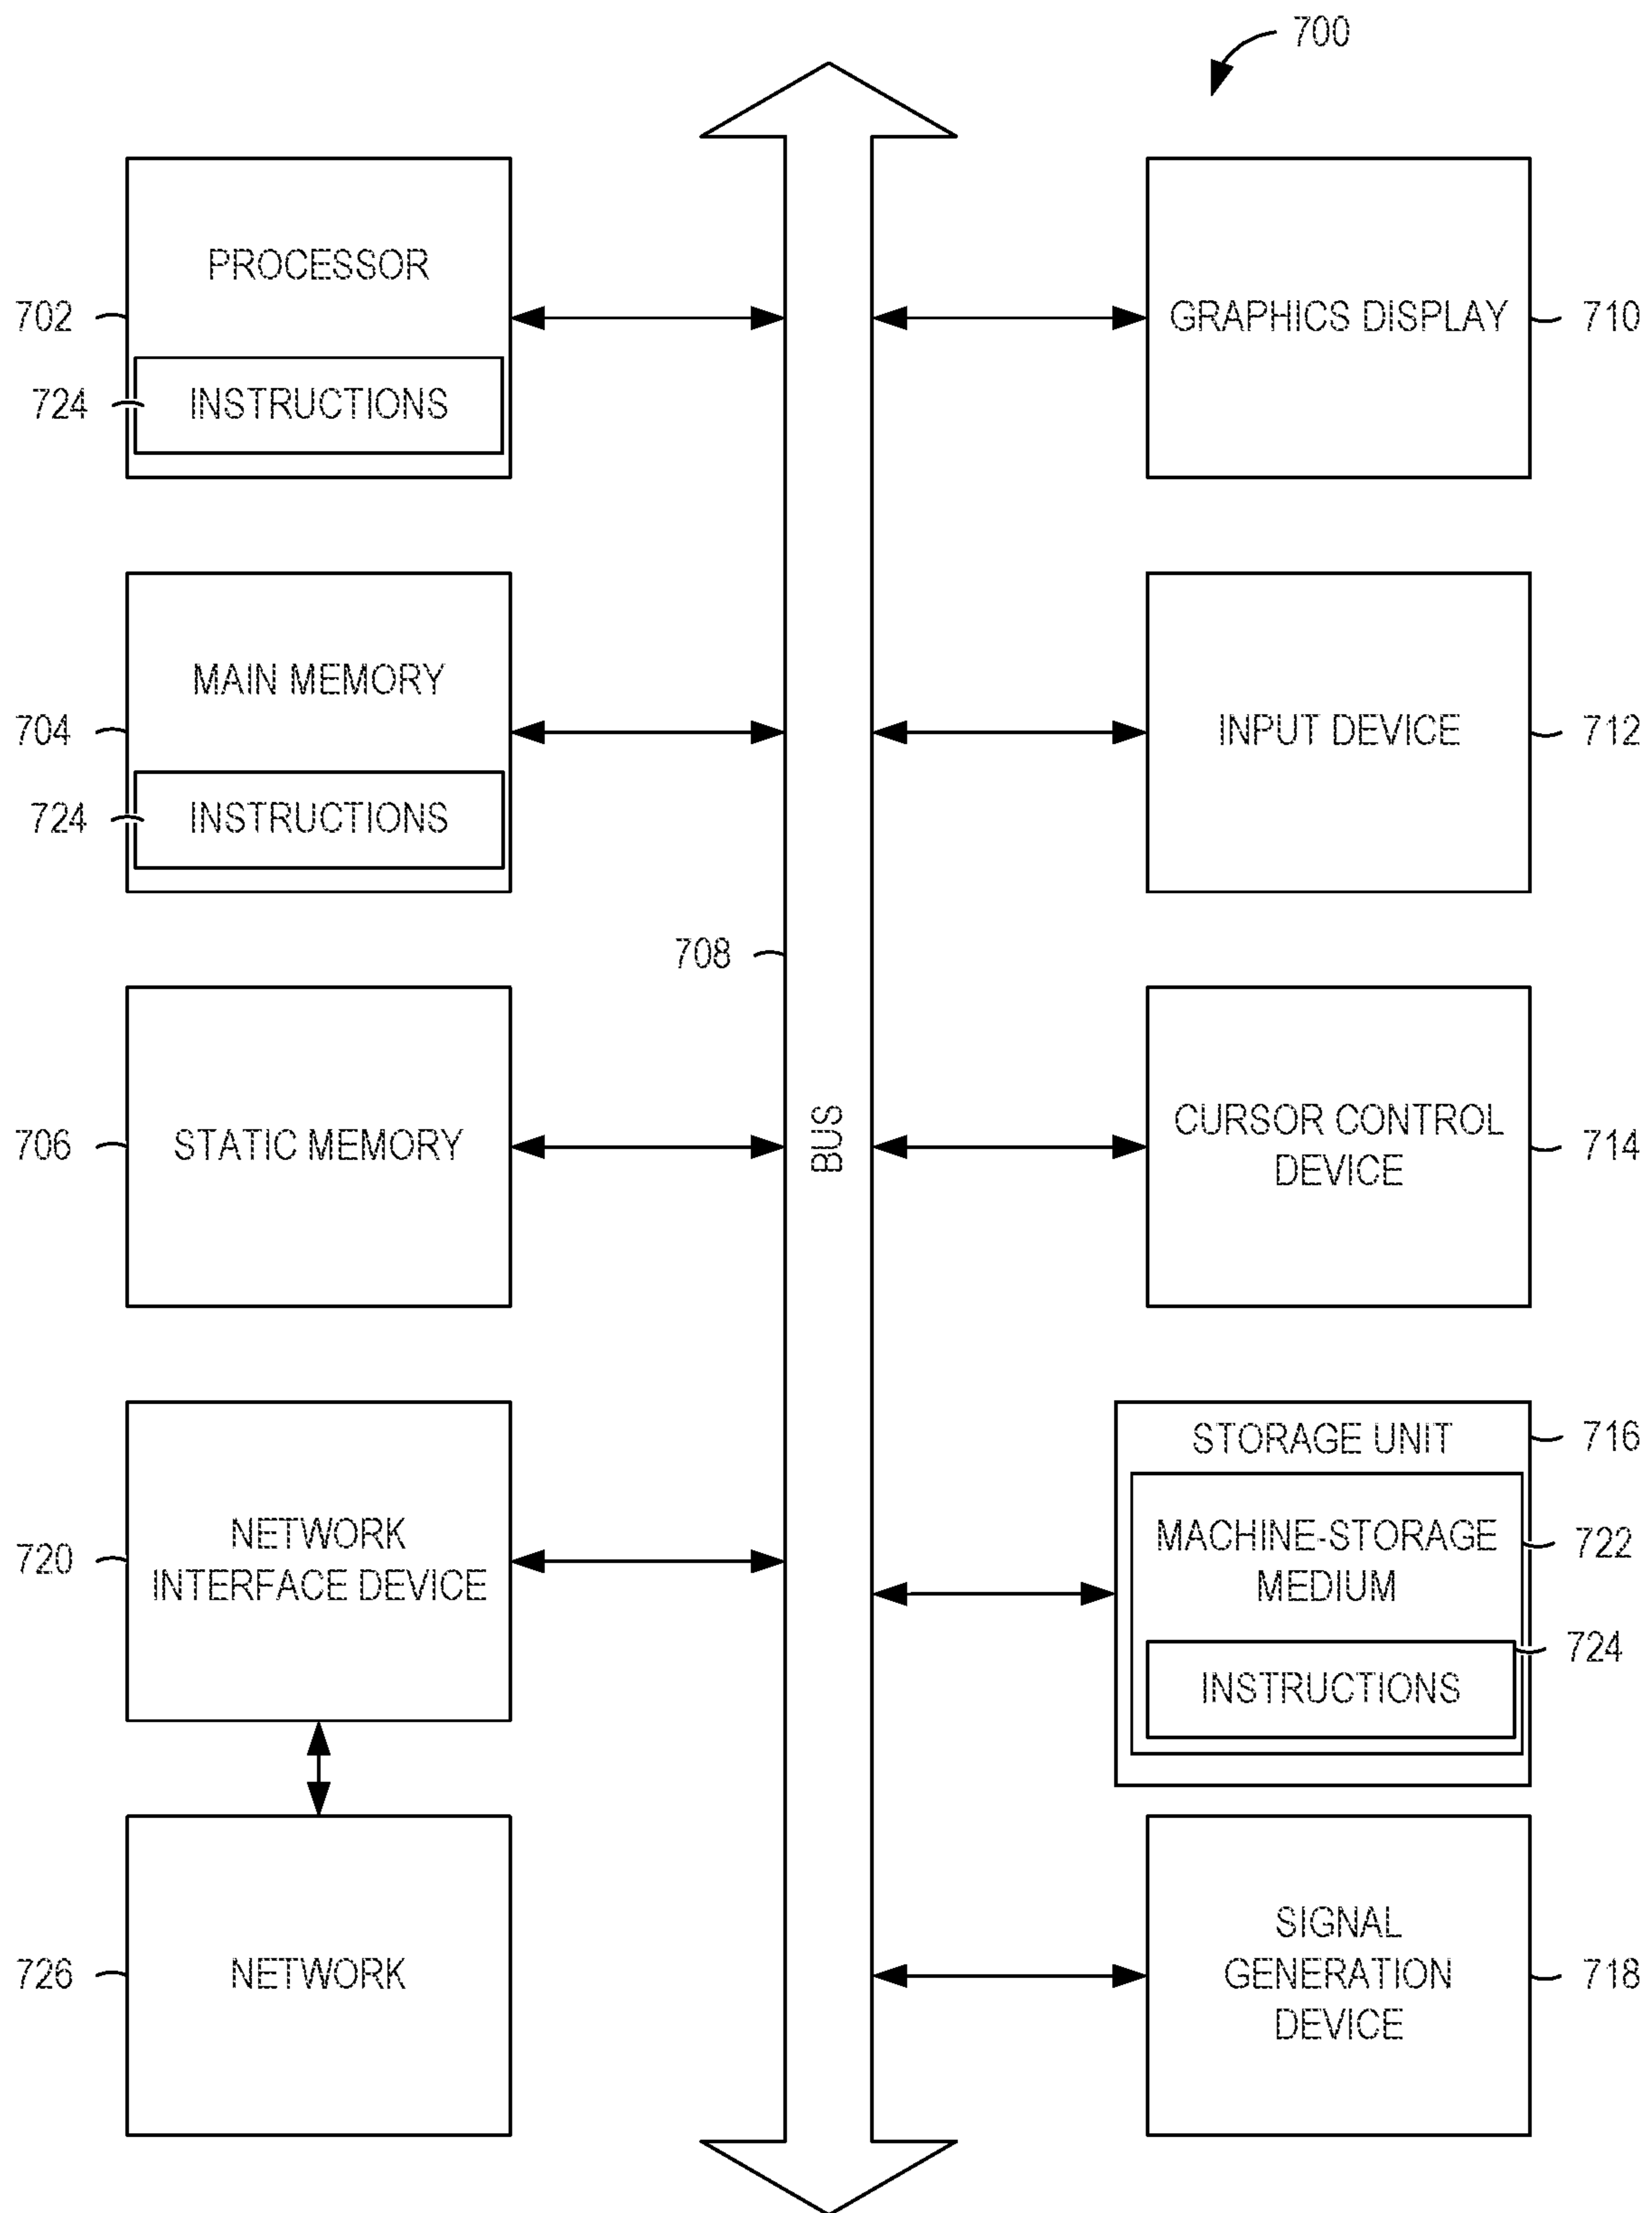 700
PROCESSOR
702
724
INSTRUCTIONS
GRAPHICS DISPLAY
710
MAIN MEMORY
704
724
INSTRUCTIONS
INPUT DEVICE
712
708
BUS
706
STATIC MEMORY
CURSOR CONTROL
DEVICE
714
720
NETWORK
INTERFACE DEVICE
STORAGE UNIT
716
MACHINE-STORAGE
MEDIUM
722
724
INSTRUCTIONS
726
NETWORK
SIGNAL
GENERATION
DEVICE
718